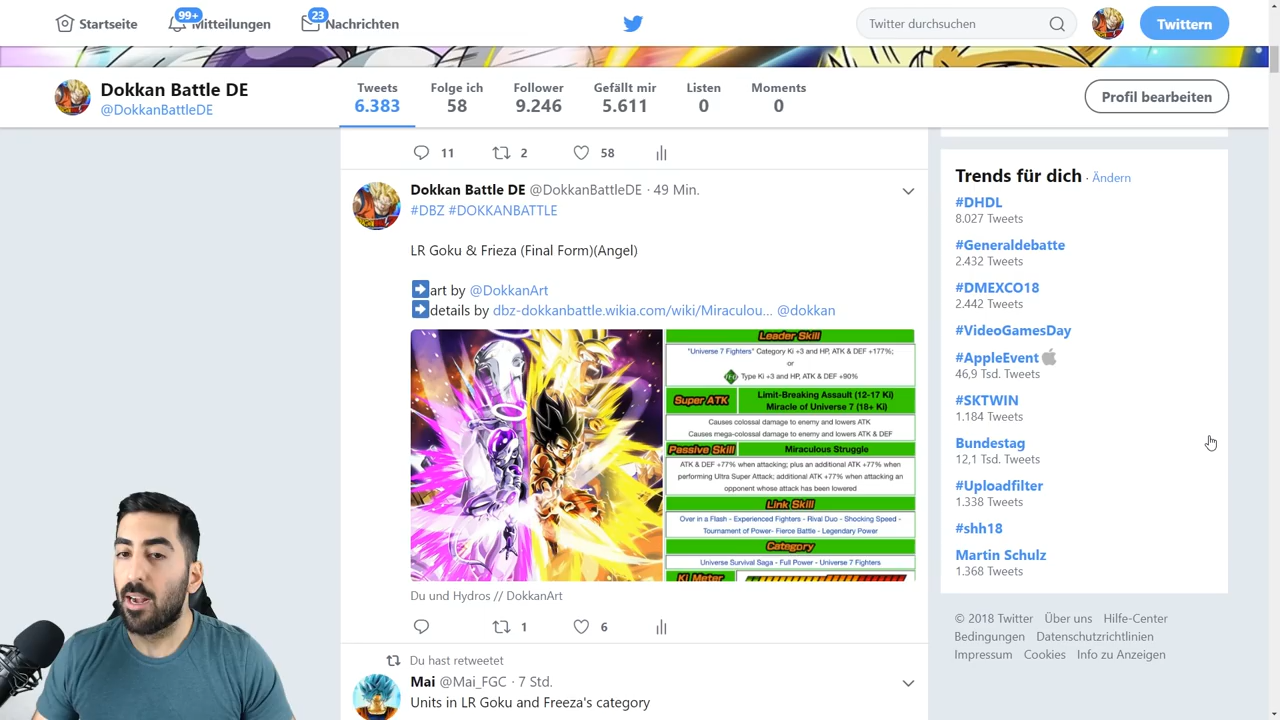 Startseite
99+
Mitteilungen
23
Nachrichten
Twitter durchsuchen
Twittern
Dokkan Battle DE
@DokkanBattleDE
Tweets
6.383
Folge ich
58
Follower
9.246
Gefällt mir
5.611
Listen
0
Moments
0
Profil bearbeiten
11
2
58
Dokkan Battle DE @DokkanBattleDE · 49 Min.
#DBZ #DOKKANBATTLE
LR Goku & Frieza (Final Form)(Angel)
art by @DokkanArt
details by dbz-dokkanbattle.wikia.com/wiki/Miraculou… @dokkan
Leader Skill
"Universe 7 Fighters" Category Ki +3 and HP, ATK & DEF +177%;
or
Type Ki +3 and HP, ATK & DEF +90%
Super ATK
Limit-Breaking Assault (12-17 Ki)
Miracle of Universe 7 (18+ Ki)
Causes colossal damage to enemy and lowers ATK
Causes mega-colossal damage to enemy and lowers ATK & DEF
Passive Skill
Miraculous Struggle
ATK & DEF +77% when attacking; plus an additional ATK +77% when
performing Ultra Super Attack; additional ATK +77% when attacking an
opponent whose attack has been lowered
Link Skill
Over in a Flash - Experienced Fighters - Rival Duo - Shocking Speed -
Tournament of Power- Fierce Battle - Legendary Power
Category
Universe Survival Saga - Full Power - Universe 7 Fighters
Ki Meter
Du und Hydros // DokkanArt
1
6
Du hast retweetet
Mai @Mai_FGC · 7 Std.
Units in LR Goku and Freeza's category
Trends für dich · Ändern
#DHDL
8.027 Tweets
#Generaldebatte
2.432 Tweets
#DMEXCO18
2.442 Tweets
#VideoGamesDay
#AppleEvent
46,9 Tsd. Tweets
#SKTWIN
1.184 Tweets
Bundestag
12,1 Tsd. Tweets
#Uploadfilter
1.338 Tweets
#shh18
Martin Schulz
1.368 Tweets
© 2018 Twitter Über uns Hilfe-Center
Bedingungen Datenschutzrichtlinien
Impressum Cookies Info zu Anzeigen